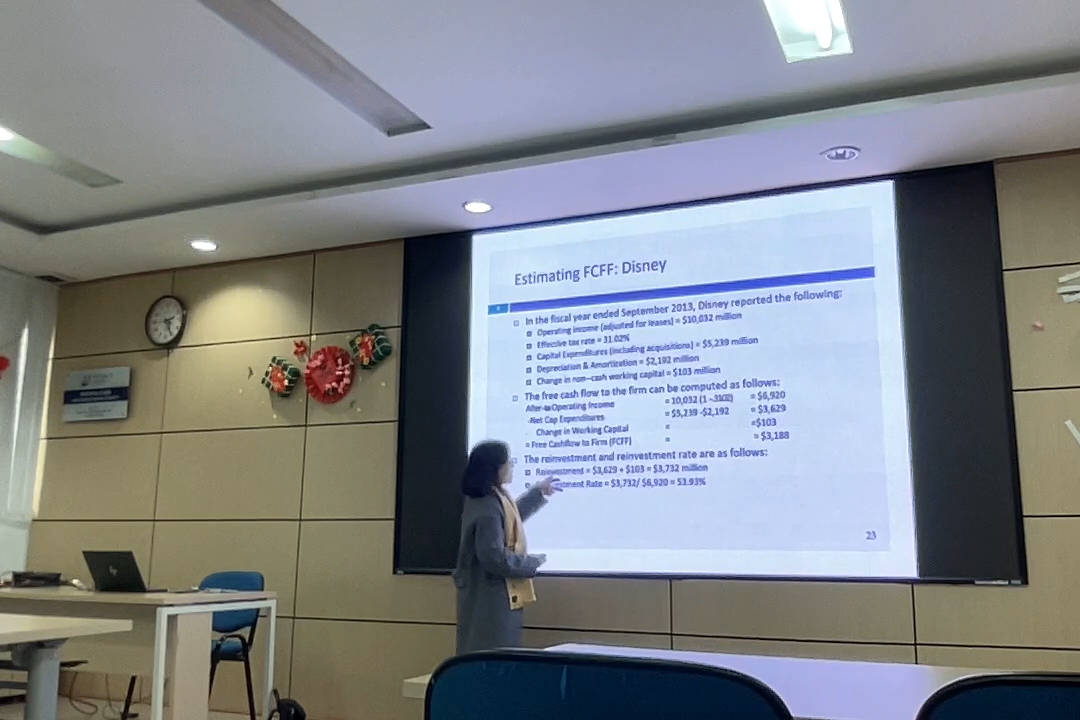 Estimating FCFF: Disney
In the fiscal year ended September 2013, Disney reported the following:
Operating income (adjusted for leases) = $10,032 million
Effective tax rate = 31.02%
Capital Expenditures (including acquisitions) = $5,239 million
Depreciation & Amortization = $2,192 million
Change in non-cash working capital = $103 million
The free cash flow to the firm can be computed as follows:
After-tax Operating Income = 10,032 (1 -.3102) = $6,920
- Net Cap Expenditures = $5,239 -$2,192 = $3,629
- Change in Working Capital = =$103
= Free Cashflow to Firm (FCFF) = = $3,188
The reinvestment and reinvestment rate are as follows:
Reinvestment = $3,629 + $103 = $3,732 million
Rate = $3,732/ $6,920 = 53.93%
23